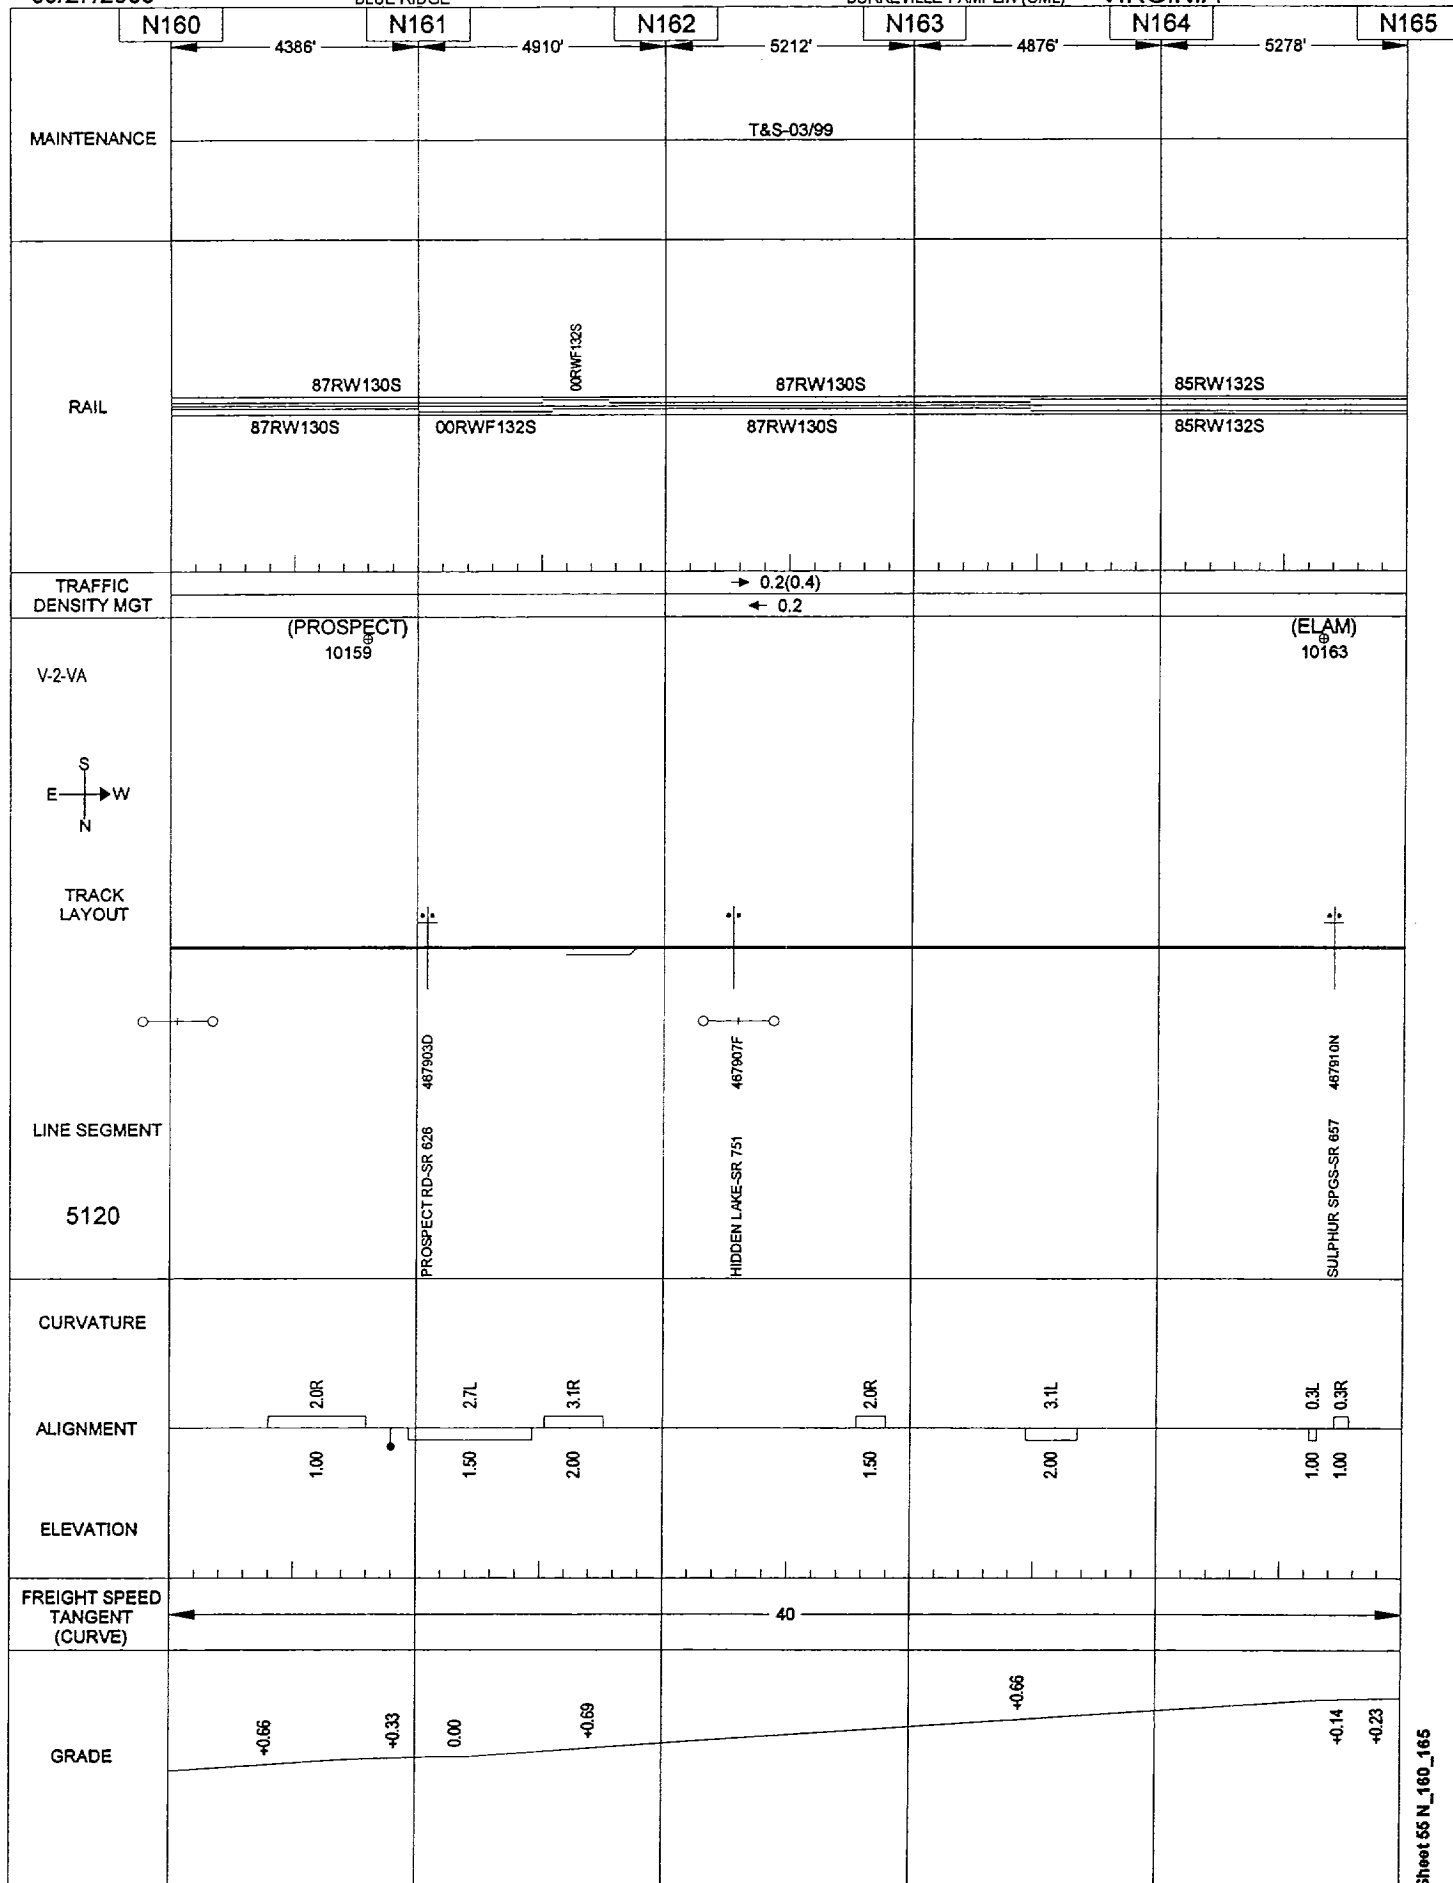 BLUE RIDGE
VIRGINIA
N160 N161 N162 N163 N164 N165
4386' 4910' 5212' 4876' 5278'
MAINTENANCE
T&S-03/99
00RWF132S
87RW130S 87RW130S 85RW132S
RAIL
87RW130S 00RWF132S 87RW130S 85RW132S
TRAFFIC
DENSITY MGT
→ 0.2(0.4)
← 0.2
(PROSPECT)
10159
(ELAM)
10163
V-2-VA
S
E W
N
TRACK
LAYOUT
467903D
467907F
467910N
LINE SEGMENT
5120
PROSPECT RD-SR 626
HIDDEN LAKE-SR 751
SULPHUR SPGS-SR 657
CURVATURE
2.0R 2.7L 3.1R 2.0R 3.1L 0.3L 0.3R
ALIGNMENT
1.00 1.50 2.00 1.50 2.00 1.00 1.00
ELEVATION
FREIGHT SPEED
TANGENT
(CURVE)
40
GRADE
+0.66 +0.33 0.00 +0.69 +0.66 +0.14 +0.23
Sheet 55 N_160_165